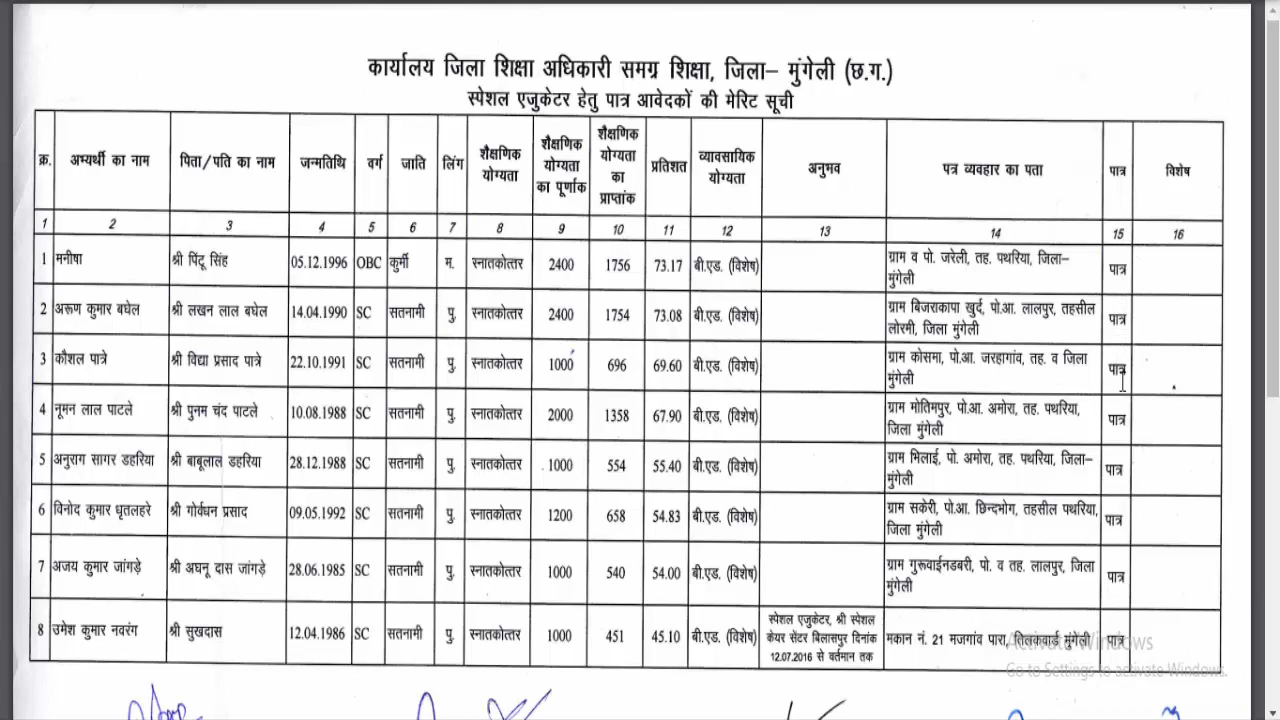 कार्यालय जिला शिक्षा अधिकारी समग्र शिक्षा, जिला– मुंगेली (छ.ग.)
स्पेशल एजुकेटर हेतु पात्र आवेदकों की मेरिट सूची
क्र. अभ्यर्थी का नाम पिता/पति का नाम जन्मतिथि वर्ग जाति लिंग शैक्षणिक योग्यता शैक्षणिक योग्यता का पूर्णाक शैक्षणिक योग्यता का प्राप्तांक प्रतिशत व्यावसायिक योग्यता अनुभव पत्र व्यवहार का पता पात्र विशेष
1 2 3 4 5 6 7 8 9 10 11 12 13 14 15 16
1 मनीषा श्री पिंटू सिंह 05.12.1996 OBC कुर्मी म. स्नातकोत्तर 2400 1756 73.17 बी.एड. (विशेष) ग्राम व पो. जरेली, तह. पथरिया, जिला– मुंगेली पात्र
2 अरूण कुमार बघेल श्री लखन लाल बघेल 14.04.1990 SC सतनामी पु. स्नातकोत्तर 2400 1754 73.08 बी.एड. (विशेष) ग्राम बिजराकापा खुर्द, पो.आ. लालपुर, तहसील लोरमी, जिला मुंगेली पात्र
3 कौशल पात्रे श्री विद्या प्रसाद पात्रे 22.10.1991 SC सतनामी पु. स्नातकोत्तर 1000 696 69.60 बी.एड. (विशेष) ग्राम कोसमा, पो.आ. जरहागांव, तह. व जिला मुंगेली पात्र
4 नूमन लाल पाटले श्री पुनम चंद पाटले 10.08.1988 SC सतनामी पु. स्नातकोत्तर 2000 1358 67.90 बी.एड. (विशेष) ग्राम मोतिमपुर, पो.आ. अमोरा, तह. पथरिया, जिला मुंगेली पात्र
5 अनुराग सागर डहरिया श्री बाबूलाल डहरिया 28.12.1988 SC सतनामी पु. स्नातकोत्तर 1000 554 55.40 बी.एड. (विशेष) ग्राम भिलाई, पो. अमोरा, तह. पथरिया, जिला– मुंगेली पात्र
6 विनोद कुमार धृतलहरे श्री गोर्वधन प्रसाद 09.05.1992 SC सतनामी पु. स्नातकोत्तर 1200 658 54.83 बी.एड. (विशेष) ग्राम सकेरी, पो.आ. छिन्दभोग, तहसील पथरिया, जिला मुंगेली पात्र
7 अजय कुमार जांगड़े श्री अघनू दास जांगड़े 28.06.1985 SC सतनामी पु. स्नातकोत्तर 1000 540 54.00 बी.एड. (विशेष) ग्राम गुरूवाईनडबरी, पो. व तह. लालपुर, जिला मुंगेली पात्र
8 उमेश कुमार नवरंग श्री सुखदास 12.04.1986 SC सतनामी पु. स्नातकोत्तर 1000 451 45.10 बी.एड. (विशेष) स्पेशल एजुकेटर, श्री स्पेशल केयर सेंटर बिलासपुर दिनांक 12.07.2016 से वर्तमान तक मकान नं. 21 मजगांव पारा, तिलकवार्ड मुंगेली पात्र
Activate Windows
Go to Settings to activate Windows.